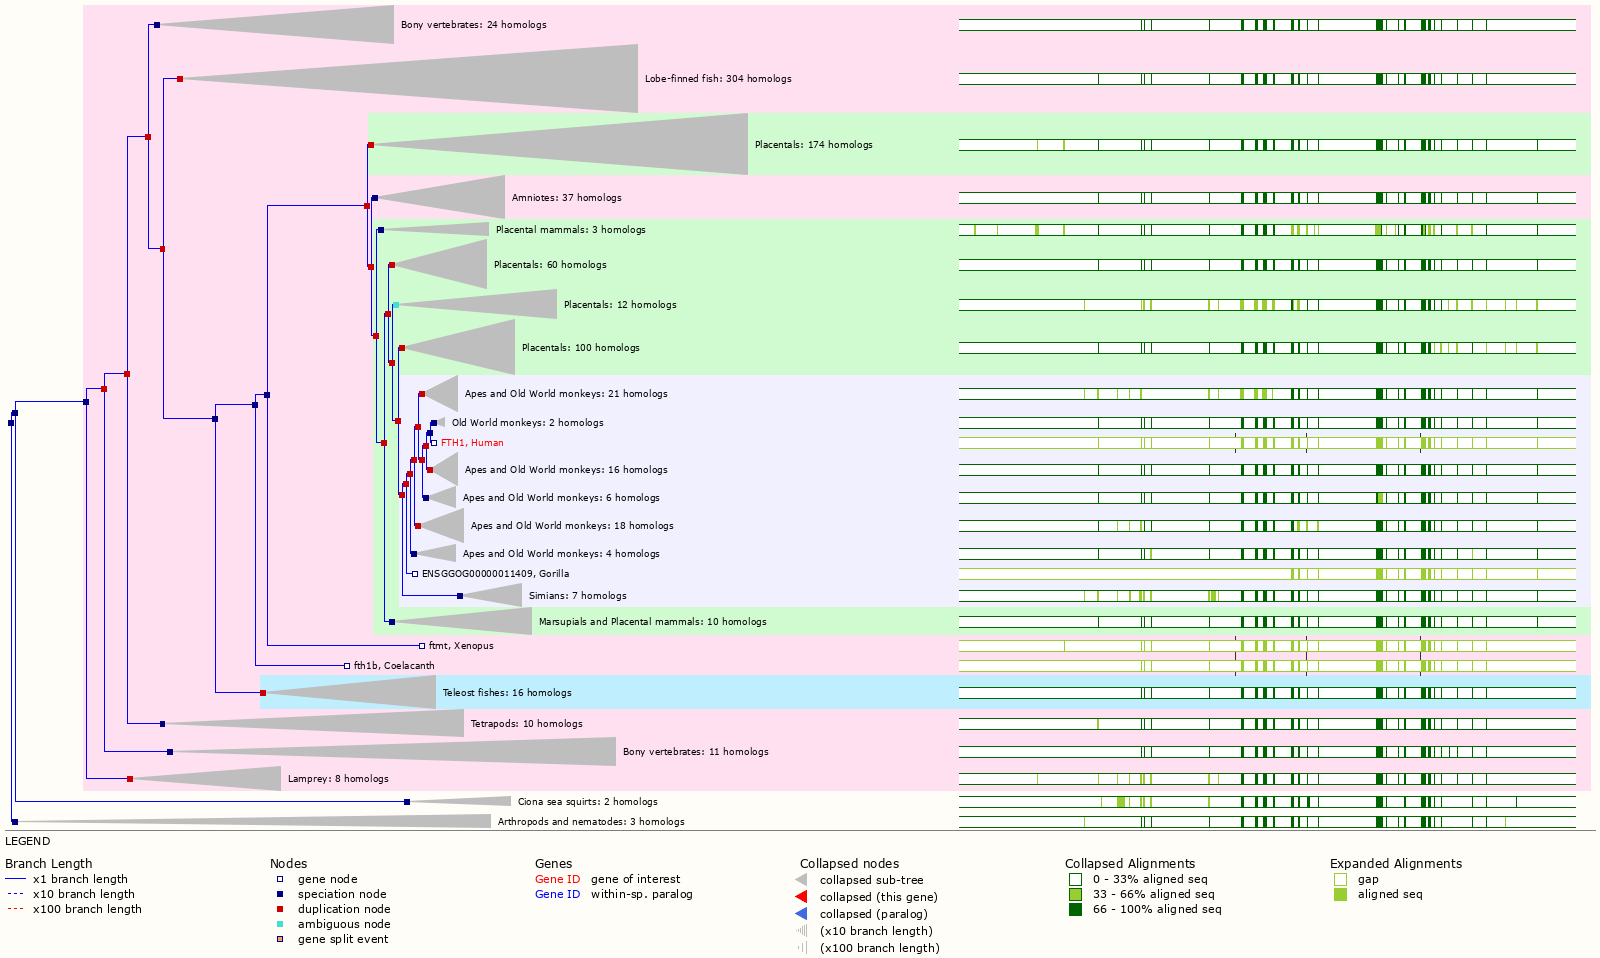 Bony vertebrates: 24 homologs
Lobe-finned fish: 304 homologs
Placentals: 174 homologs
Amniotes: 37 homologs
Placental mammals: 3 homologs
Placentals: 60 homologs
Placentals: 12 homologs
Placentals: 100 homologs
Apes and Old World monkeys: 21 homologs
Old World monkeys: 2 homologs
FTH1, Human
Apes and Old World monkeys: 16 homologs
Apes and Old World monkeys: 6 homologs
Apes and Old World monkeys: 18 homologs
Apes and Old World monkeys: 4 homologs
ENSGGOG00000011409, Gorilla
Simians: 7 homologs
Marsupials and Placental mammals: 10 homologs
ftmt, Xenopus
fth1b, Coelacanth
Teleost fishes: 16 homologs
Tetrapods: 10 homologs
Bony vertebrates: 11 homologs
Lamprey: 8 homologs
Ciona sea squirts: 2 homologs
Arthropods and nematodes: 3 homologs
LEGEND
Branch Length
x1 branch length
x10 branch length
x100 branch length
Nodes
gene node
speciation node
duplication node
ambiguous node
gene split event
Genes
Gene ID gene of interest
Gene ID within-sp. paralog
Collapsed nodes
collapsed sub-tree
collapsed (this gene)
collapsed (paralog)
(x10 branch length)
(x100 branch length)
Collapsed Alignments
0 - 33% aligned seq
33 - 66% aligned seq
66 - 100% aligned seq
Expanded Alignments
gap
aligned seq